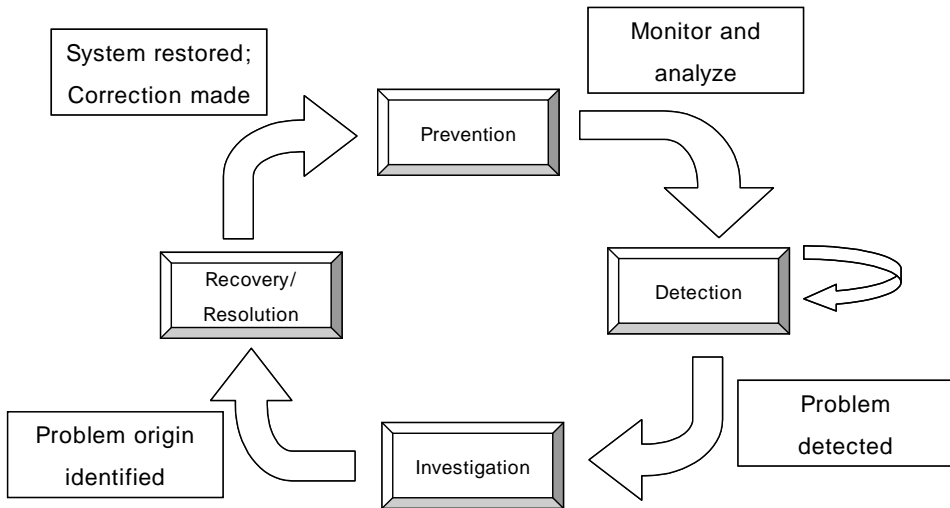 System restored;
Correction made
Monitor and
analyze
Prevention
Recovery/
Resolution
Detection
Problem origin
identified
Investigation
Problem
detected